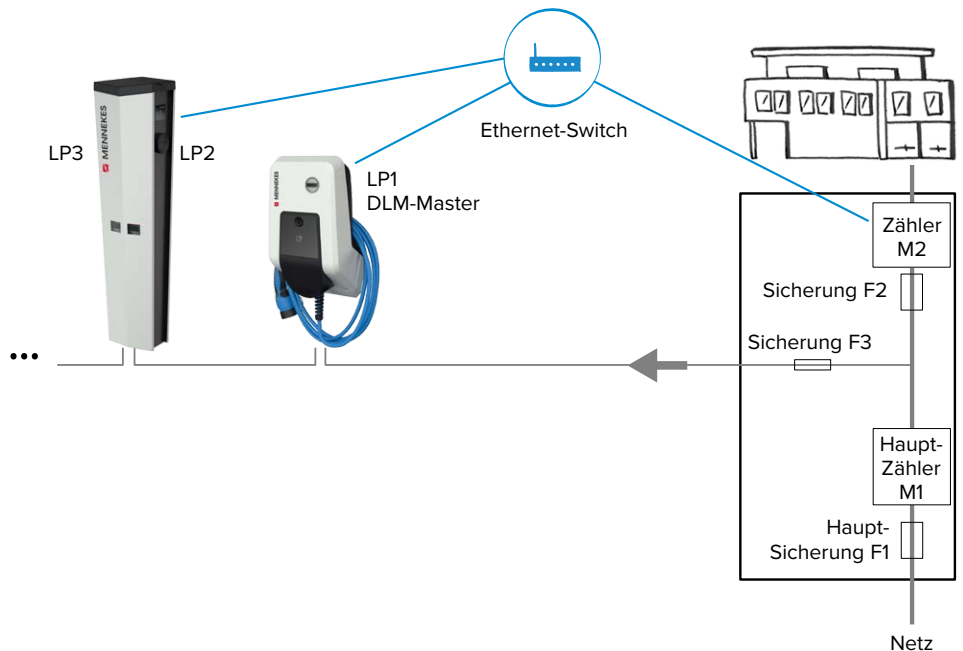 Ethernet-Switch
MENNEKES
LP3
LP2
MENNEKES
LP1
DLM-Master
Zähler
M2
Sicherung F2
Sicherung F3
...
Haupt-
Zähler
M1
Haupt-
Sicherung F1
Netz